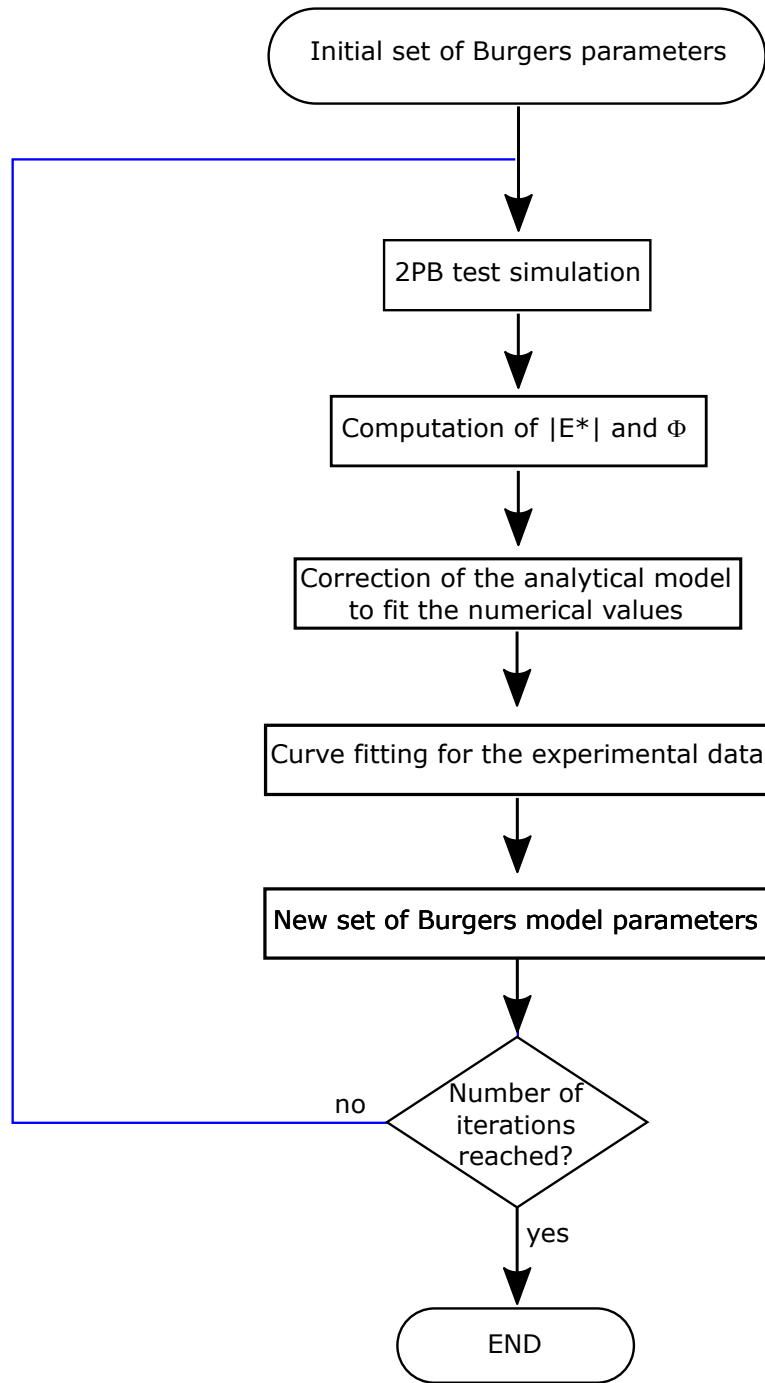 Initial set of Burgers parameters
2PB test simulation
Computation of |E*| and Φ
Correction of the analytical model
to fit the numerical values
Curve fitting for the experimental data
New set of Burgers model parameters
no
Number of
iterations
reached?
yes
END